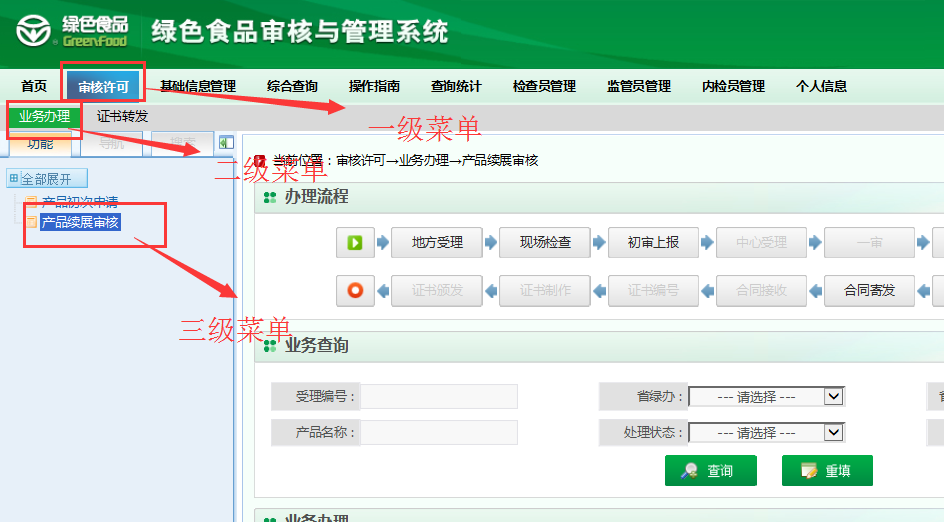 绿色食品 绿色食品审核与管理系统
GreenFood
首页 审核许可 基础信息管理 综合查询 操作指南 查询统计 检查员管理 监管员管理 内检员管理 个人信息
业务办理 证书转发
一级菜单
功能 导航 搜索
二级菜单
当前位置：审核许可→业务办理→产品续展审核
全部展开
产品初次申请
产品续展审核
办理流程
地方受理 现场检查 初审上报 中心受理 一审
证书颁发 证书制作 证书编号 合同接收 合同寄发
三级菜单
业务查询
受理编号： 省绿办： --- 请选择 ---
产品名称： 处理状态： --- 请选择 ---
查询 重填
业务办理